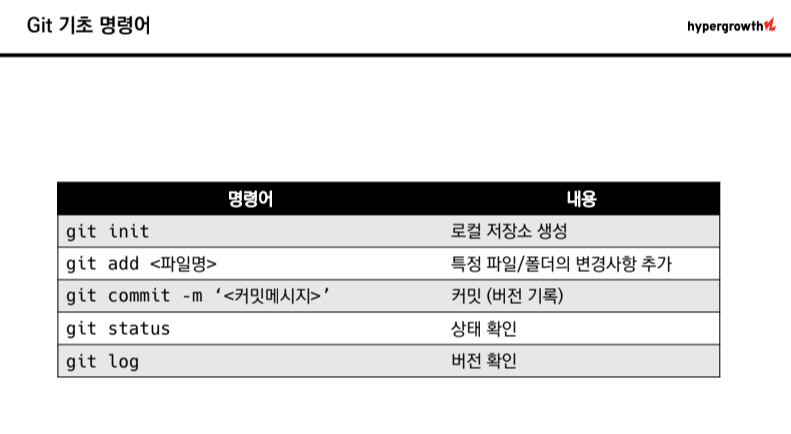 Git 기초 명령어
hypergrowth
명령어 내용
git init 로컬 저장소 생성
git add <파일명> 특정 파일/폴더의 변경사항 추가
git commit -m ‘<커밋메시지>’ 커밋 (버전 기록)
git status 상태 확인
git log 버전 확인